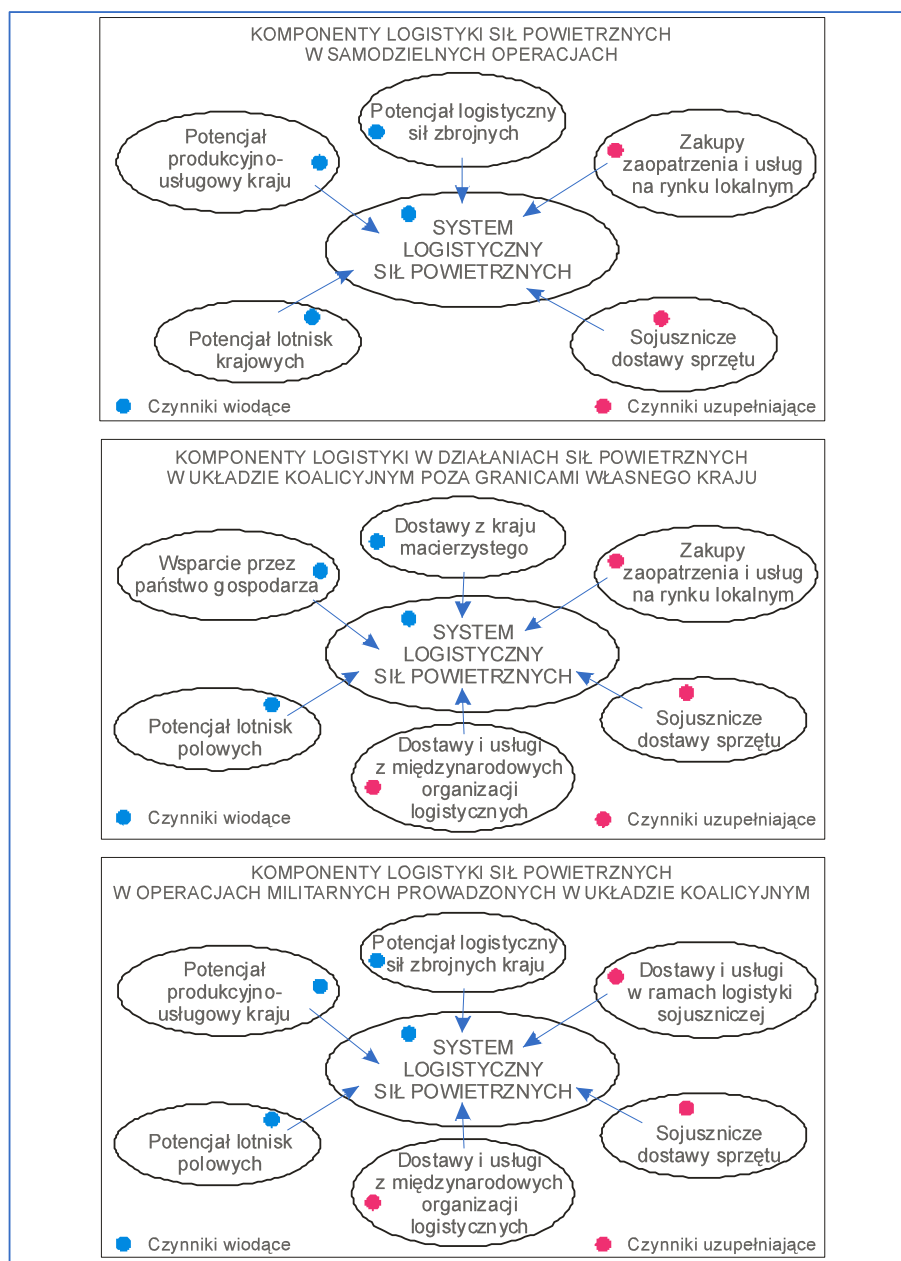 KOMPONENTY LOGISTYKI SIŁ POWIETRZNYCH
W SAMODZIELNYCH OPERACJACH
Potencjał logistyczny
sił zbrojnych
Potencjał
produkcyjno-
usługowy kraju
Zakupy
zaopatrzenia i usług
na rynku lokalnym
SYSTEM
LOGISTYCZNY
SIŁ POWIETRZNYCH
Potencjał lotnisk
krajowych
Sojusznicze
dostawy sprzętu
Czynniki wiodące
Czynniki uzupełniające
KOMPONENTY LOGISTYKI W DZIAŁANIACH SIŁ POWIETRZNYCH
W UKŁADZIE KOALICYJNYM POZA GRANICAMI WŁASNEGO KRAJU
Dostawy z kraju
macierzystego
Wsparcie przez
państwo gospodarza
Zakupy
zaopatrzenia i usług
na rynku lokalnym
SYSTEM
LOGISTYCZNY
SIŁ POWIETRZNYCH
Potencjał lotnisk
polowych
Sojusznicze
dostawy sprzętu
Dostawy i usługi
z międzynarodowych
organizacji
logistycznych
Czynniki wiodące
Czynniki uzupełniające
KOMPONENTY LOGISTYKI SIŁ POWIETRZNYCH
W OPERACJACH MILITARNYCH PROWADZONYCH W UKŁADZIE KOALICYJNYM
Potencjał logistyczny
sił zbrojnych kraju
Potencjał
produkcyjno-
usługowy kraju
Dostawy i usługi
w ramach logistyki
sojuszniczej
SYSTEM
LOGISTYCZNY
SIŁ POWIETRZNYCH
Potencjał lotnisk
polowych
Sojusznicze
dostawy sprzętu
Dostawy i usługi
z międzynarodowych
organizacji
logistycznych
Czynniki wiodące
Czynniki uzupełniające